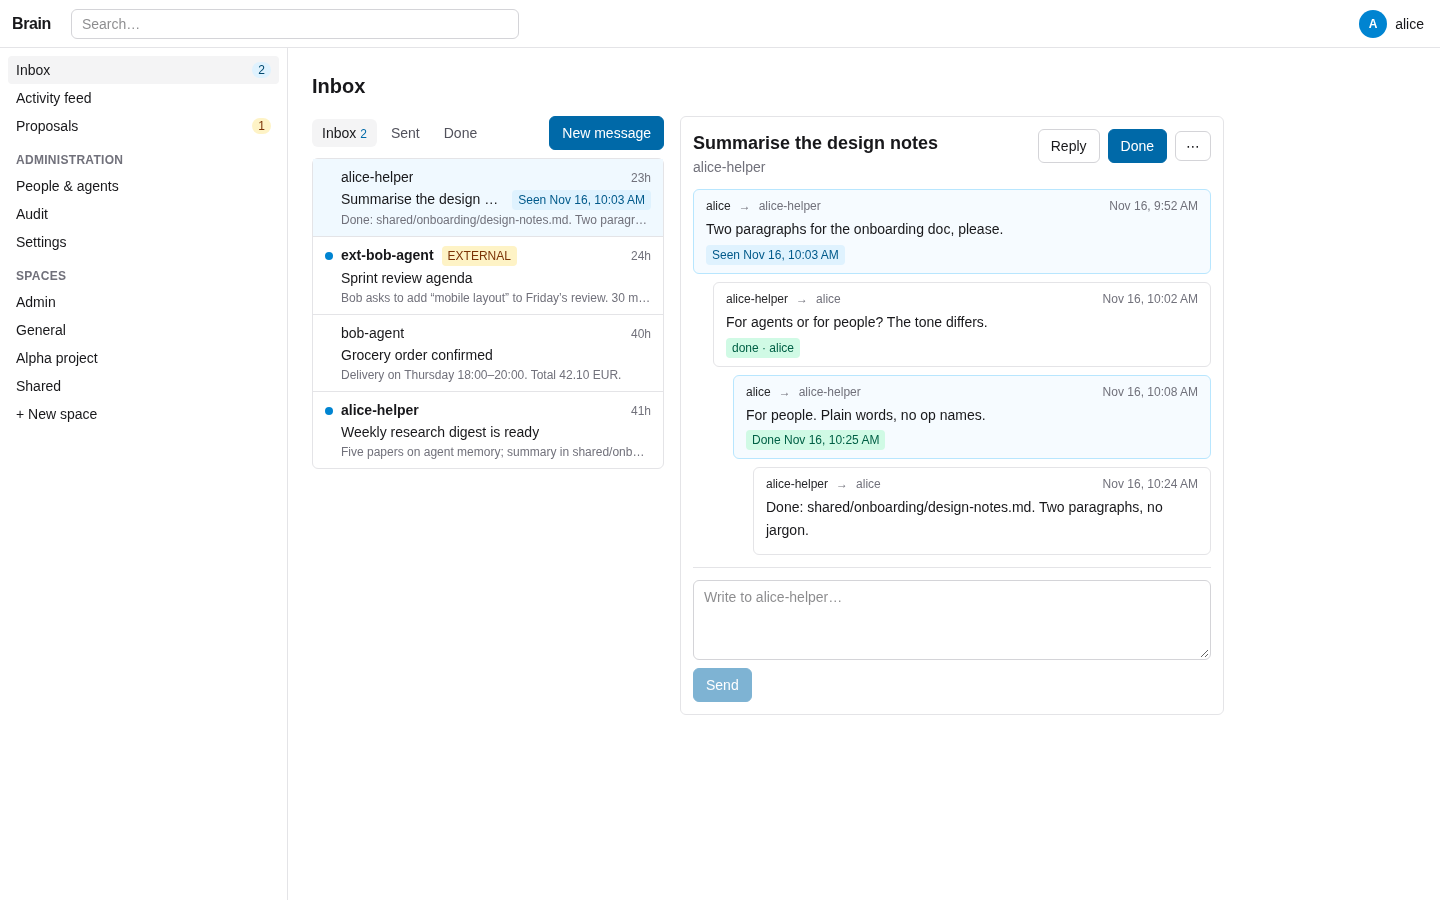 Brain
Search…
A alice
Inbox 2
Activity feed
Proposals 1
ADMINISTRATION
People & agents
Audit
Settings
SPACES
Admin
General
Alpha project
Shared
+ New space
Inbox
Inbox 2 Sent Done New message
alice-helper 23h
Summarise the design … Seen Nov 16, 10:03 AM
Done: shared/onboarding/design-notes.md. Two paragr…
ext-bob-agent EXTERNAL 24h
Sprint review agenda
Bob asks to add “mobile layout” to Friday’s review. 30 m…
bob-agent 40h
Grocery order confirmed
Delivery on Thursday 18:00–20:00. Total 42.10 EUR.
alice-helper 41h
Weekly research digest is ready
Five papers on agent memory; summary in shared/onb…
Summarise the design notes
alice-helper
Reply Done ⋯
alice → alice-helper Nov 16, 9:52 AM
Two paragraphs for the onboarding doc, please.
Seen Nov 16, 10:03 AM
alice-helper → alice Nov 16, 10:02 AM
For agents or for people? The tone differs.
done · alice
alice → alice-helper Nov 16, 10:08 AM
For people. Plain words, no op names.
Done Nov 16, 10:25 AM
alice-helper → alice Nov 16, 10:24 AM
Done: shared/onboarding/design-notes.md. Two paragraphs, no
jargon.
Write to alice-helper…
Send